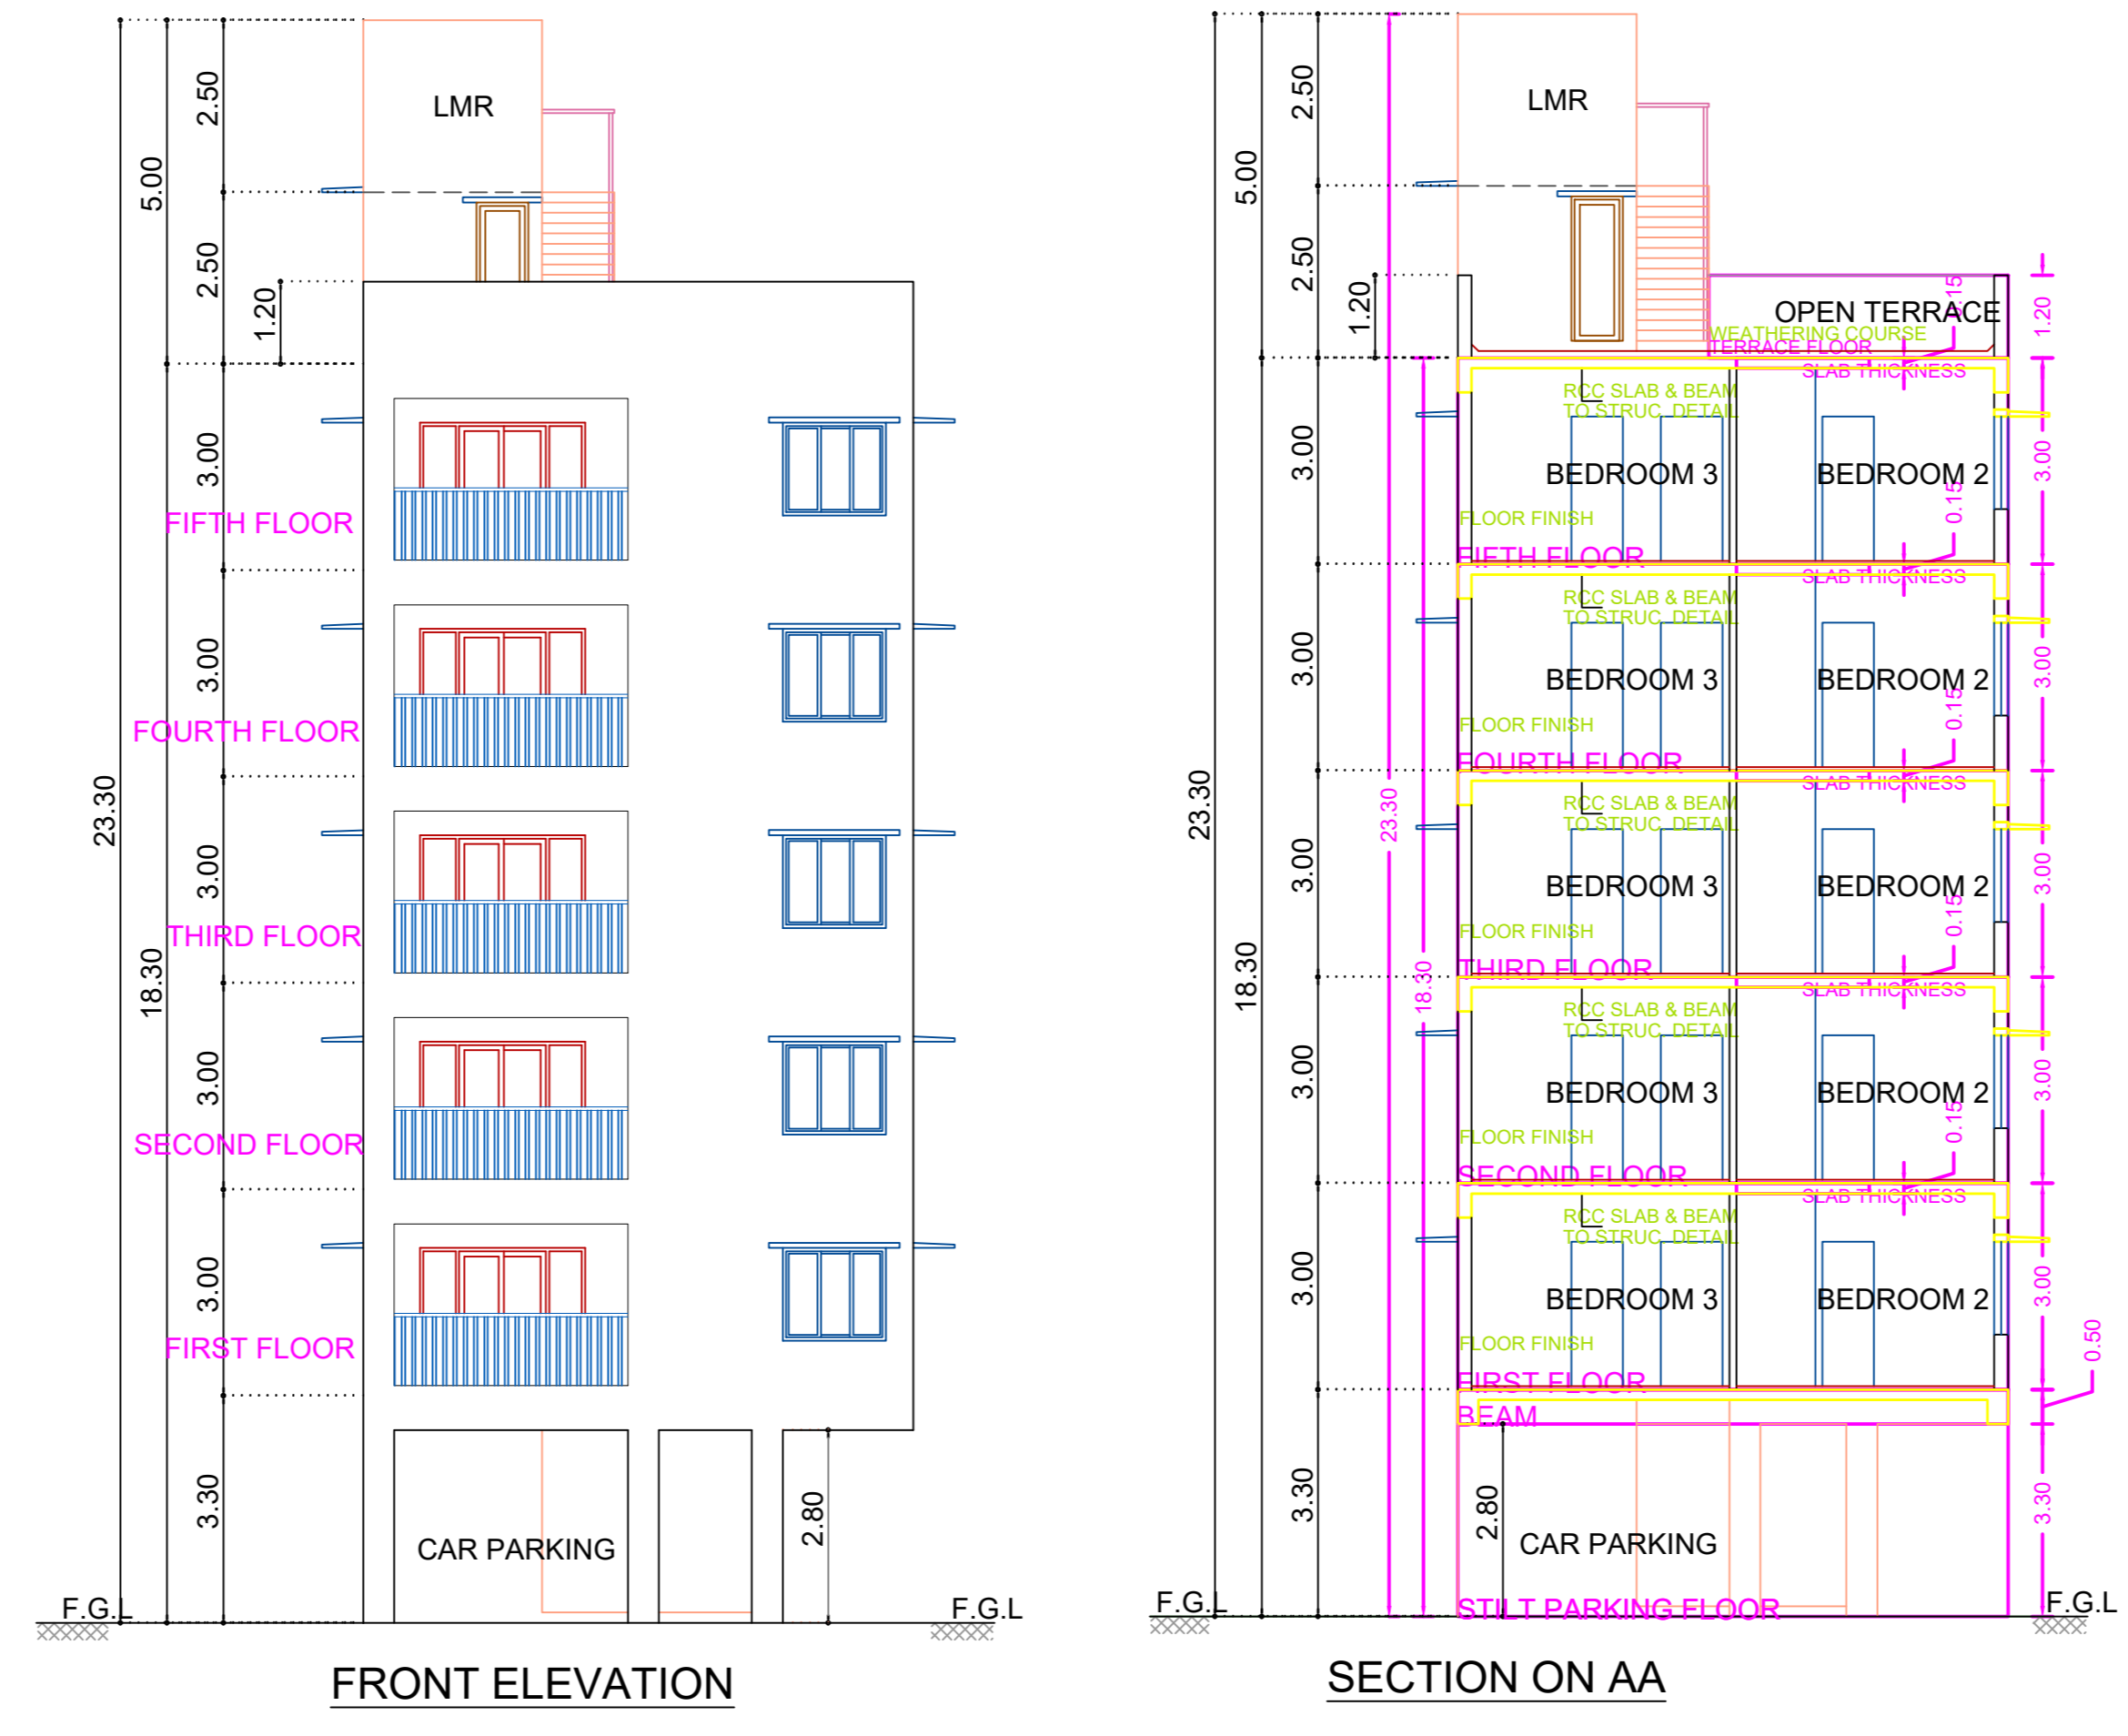 2.50
LMR
5.00
2.50
1.20
3.00
FIFTH FLOOR
3.00
FOURTH FLOOR
23.30
3.00
THIRD FLOOR
18.30
3.00
SECOND FLOOR
3.00
FIRST FLOOR
3.30
2.80
CAR PARKING
F.G.L
F.G.L
FRONT ELEVATION
2.50
LMR
5.00
2.50
1.20
0.15
OPEN TERRACE
1.20
WEATHERING COURSE
TERRACE FLOOR
SLAB THICKNESS
RCC SLAB & BEAM
TO STRUC. DETAIL
3.00
BEDROOM 3
BEDROOM 2
3.00
0.15
FLOOR FINISH
FIFTH FLOOR
SLAB THICKNESS
RCC SLAB & BEAM
TO STRUC. DETAIL
3.00
BEDROOM 3
BEDROOM 2
3.00
0.15
FLOOR FINISH
FOURTH FLOOR
SLAB THICKNESS
23.30
23.30
RCC SLAB & BEAM
TO STRUC. DETAIL
3.00
BEDROOM 3
BEDROOM 2
3.00
0.15
FLOOR FINISH
THIRD FLOOR
18.30
18.30
SLAB THICKNESS
RCC SLAB & BEAM
TO STRUC. DETAIL
3.00
BEDROOM 3
BEDROOM 2
3.00
0.15
FLOOR FINISH
SECOND FLOOR
SLAB THICKNESS
RCC SLAB & BEAM
TO STRUC. DETAIL
3.00
BEDROOM 3
BEDROOM 2
3.00
FLOOR FINISH
0.50
FIRST FLOOR
BEAM
3.30
2.80
3.30
CAR PARKING
F.G.L
STILT PARKING FLOOR
F.G.L
SECTION ON AA